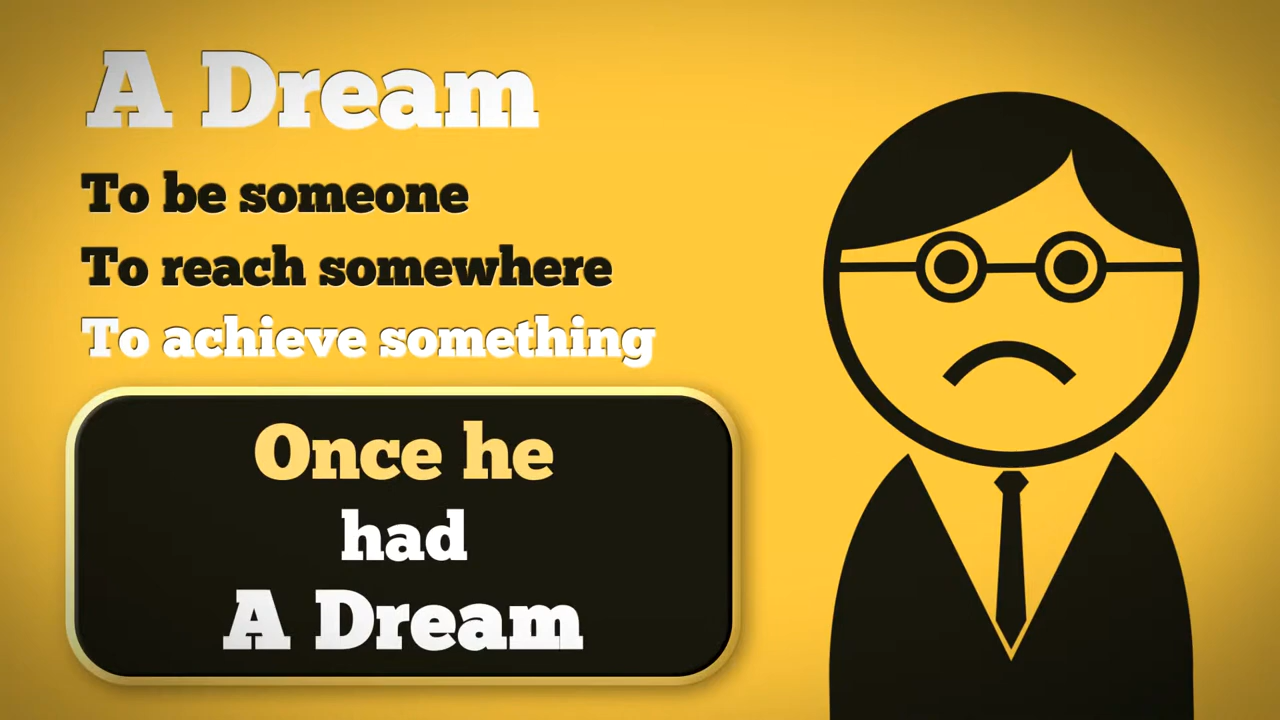 A Dream
To be someone
To reach somewhere
To achieve something
Once he
had
A Dream